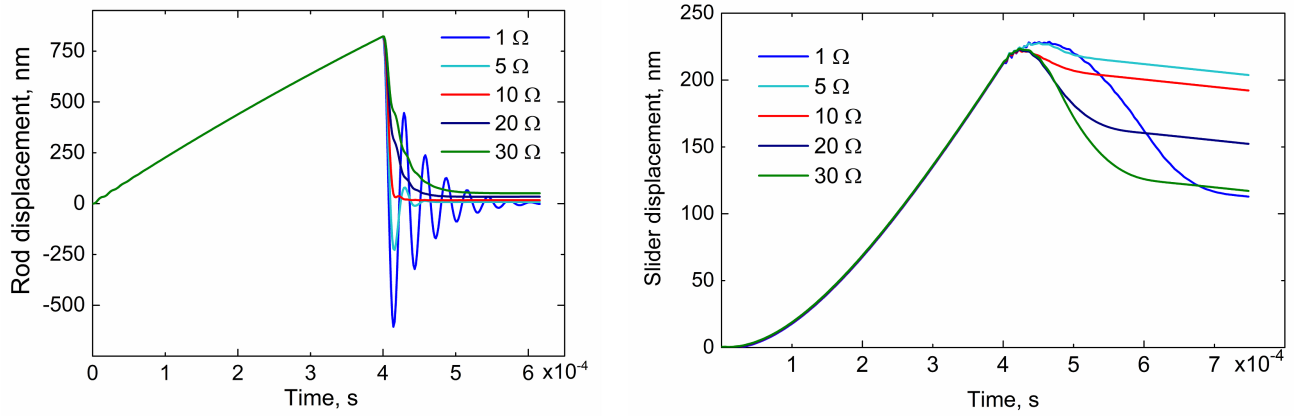 Rod displacement, nm
750
500
250
0
-250
-500
1 Ω
5 Ω
10 Ω
20 Ω
30 Ω
0 1 2 3 4 5 6 x10-4
Time, s
Slider displacement, nm
250
200
150
100
50
0
1 Ω
5 Ω
10 Ω
20 Ω
30 Ω
1 2 3 4 5 6 7 x10-4
Time, s